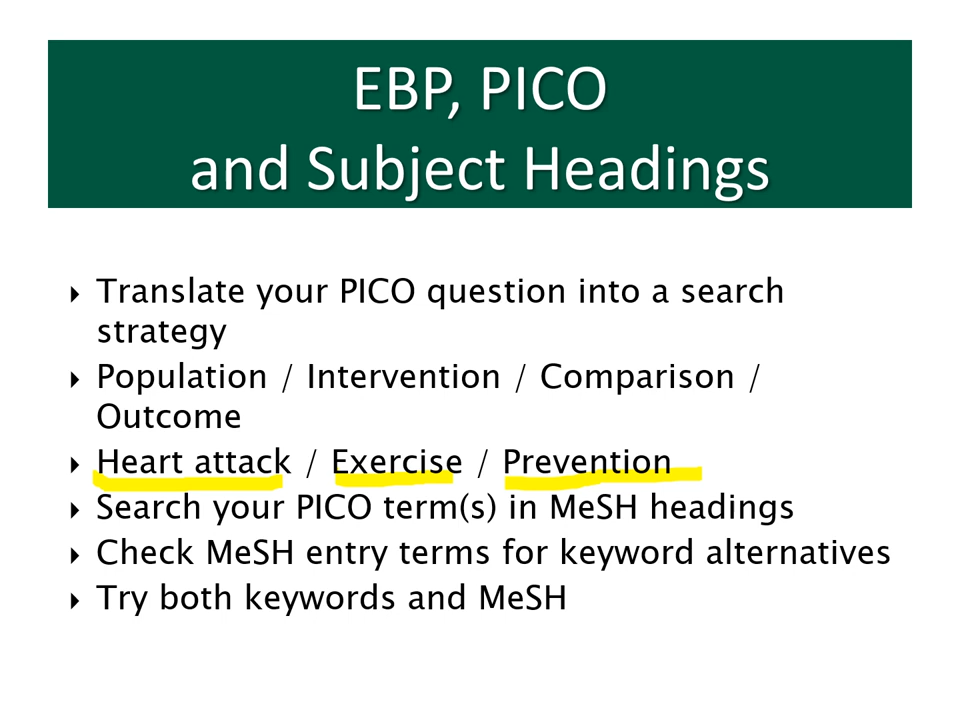 EBP, PICO
and Subject Headings
Translate your PICO question into a search
strategy
Population / Intervention / Comparison /
Outcome
Heart attack / Exercise / Prevention
Search your PICO term(s) in MeSH headings
Check MeSH entry terms for keyword alternatives
Try both keywords and MeSH